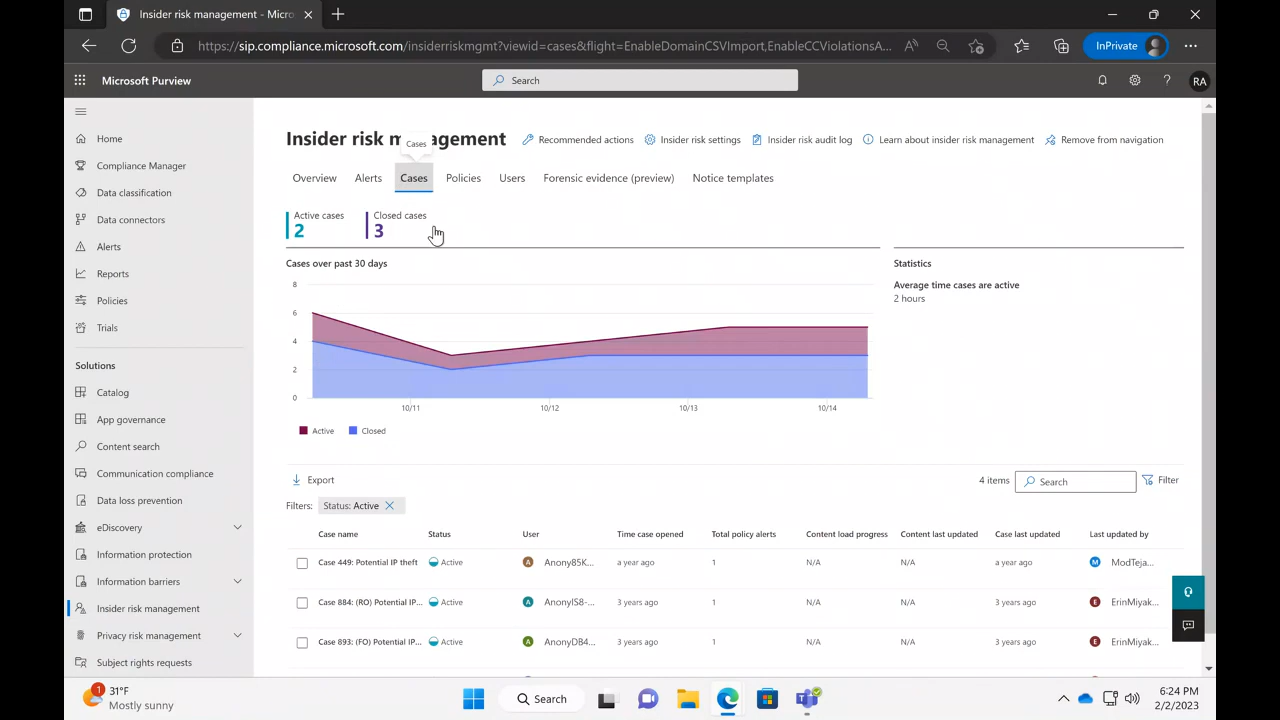 Insider risk management - Micro
https://sip.compliance.microsoft.com/insiderriskmgmt?viewid=cases&flight=EnableDomainCSVImport,EnableCCViolationsA...
InPrivate
Microsoft Purview
Search
RA
Home
Compliance Manager
Data classification
Data connectors
Alerts
Reports
Policies
Trials
Solutions
Catalog
App governance
Content search
Communication compliance
Data loss prevention
eDiscovery
Information protection
Information barriers
Insider risk management
Privacy risk management
Subject rights requests
Insider risk m agement
Cases
Recommended actions
Insider risk settings
Insider risk audit log
Learn about insider risk management
Remove from navigation
Overview Alerts Cases Policies Users Forensic evidence (preview) Notice templates
Active cases Closed cases
2 3
Cases over past 30 days
8
6
4
2
0
10/11 10/12 10/13 10/14
Active Closed
Statistics
Average time cases are active
2 hours
Export
4 items Search Filter
Filters: Status: Active
Case name Status User Time case opened Total policy alerts Content load progress Content last updated Case last updated Last updated by
Case 449: Potential IP theft Active A Anony85K... a year ago 1 N/A N/A a year ago M ModTeja...
Case 884: (RO) Potential IP... Active A AnonyIS8-... 3 years ago 1 N/A N/A 3 years ago E ErinMiyak...
Case 893: (FO) Potential IP... Active A AnonyDB4... 3 years ago 1 N/A N/A 3 years ago E ErinMiyak...
1
31°F
Mostly sunny
Search
6:24 PM
2/2/2023